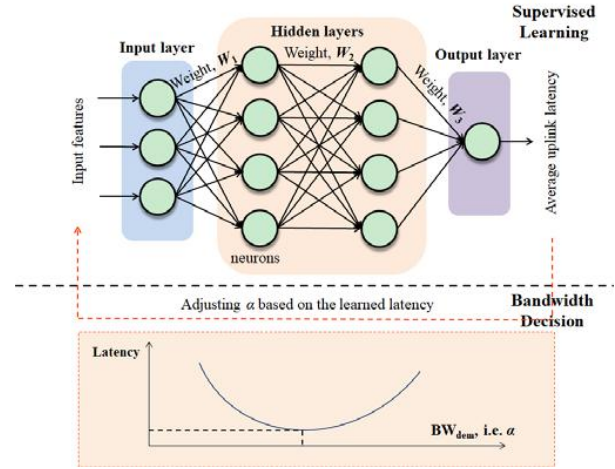 Supervised
Learning
Hidden layers
Input layer
Output layer
Weight, W₁
Weight, W₂
Weight, W₃
Input features
Average uplink latency
neurons
Adjusting α based on the learned latency
Bandwidth
Decision
Latency
BW_dem, i.e. α